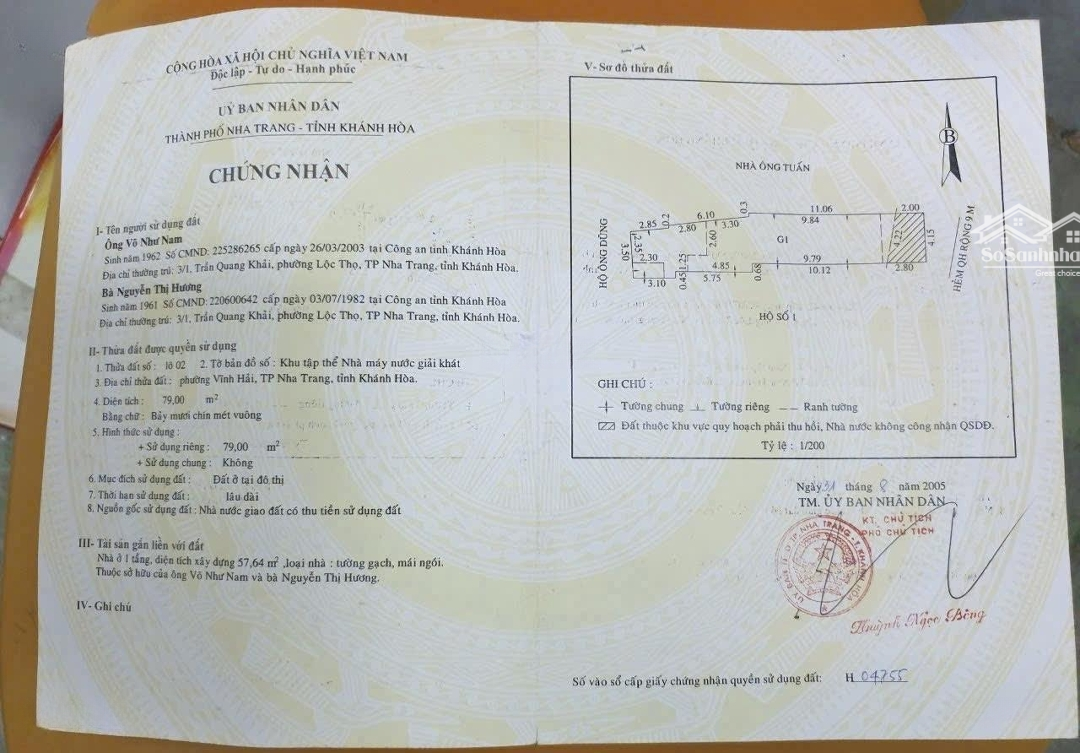 CỘNG HÒA XÃ HỘI CHỦ NGHĨA VIỆT NAM
Độc lập - Tự do - Hạnh phúc
UỶ BAN NHÂN DÂN
THÀNH PHỐ NHA TRANG - TỈNH KHÁNH HÒA
CHỨNG NHẬN
I- Tên người sử dụng đất
Ông Võ Như Nam
Sinh năm 1962 Số CMND: 225286265 cấp ngày 26/03/2003 tại Công an tỉnh Khánh Hòa
Địa chỉ thường trú: 3/1, Trần Quang Khải, phường Lộc Thọ, TP Nha Trang, tỉnh Khánh Hòa.
Bà Nguyễn Thị Hương
Sinh năm 1961 Số CMND: 220600642 cấp ngày 03/07/1982 tại Công an tỉnh Khánh Hòa
Địa chỉ thường trú: 3/1, Trần Quang Khải, phường Lộc Thọ, TP Nha Trang, tỉnh Khánh Hòa.
II- Thửa đất được quyền sử dụng
1. Thửa đất số : lô 02 2. Tờ bản đồ số : Khu tập thể Nhà máy nước giải khát
3. Địa chỉ thửa đất : phường Vĩnh Hải, TP Nha Trang, tỉnh Khánh Hòa.
4. Diện tích : 79,00 m²
Bằng chữ : Bảy mươi chín mét vuông
5. Hình thức sử dụng :
+ Sử dụng riêng : 79,00 m²
+ Sử dụng chung : Không
6. Mục đích sử dụng đất : Đất ở tại đô thị
7. Thời hạn sử dụng đất : lâu dài
8. Nguồn gốc sử dụng đất : Nhà nước giao đất có thu tiền sử dụng đất
III- Tài sản gắn liền với đất
Nhà ở 1 tầng, diện tích xây dựng 57,64 m² ,loại nhà : tường gạch, mái ngói.
Thuộc sở hữu của ông Võ Như Nam và bà Nguyễn Thị Hương.
IV- Ghi chú
V- Sơ đồ thửa đất
B
NHÀ ÔNG TUẤN
11.06 2.00
6.10 0.3 9.84
2.85 0.2 2.80 3.30
HỘ ÔNG DŨNG
3.50 2.35 2.60 G1 4.22 4.15
HẺM QH RỘNG 9 M
2.30 1.25 4.85 9.79
3.10 0.45 5.75 0.68 10.12 2.80
HỘ SỐ 1
SoSanhnha
Great choice
GHI CHÚ :
Tường chung Tường riêng Ranh tường
Đất thuộc khu vực quy hoạch phải thu hồi, Nhà nước không công nhận QSDĐ.
Tỷ lệ : 1/200
Ngày 31 tháng 8 năm 2005
TM. ỦY BAN NHÂN DÂN
KT. CHỦ TỊCH
PHÓ CHỦ TỊCH
Huỳnh Ngọc Bông
Số vào sổ cấp giấy chứng nhận quyền sử dụng đất: H 04755